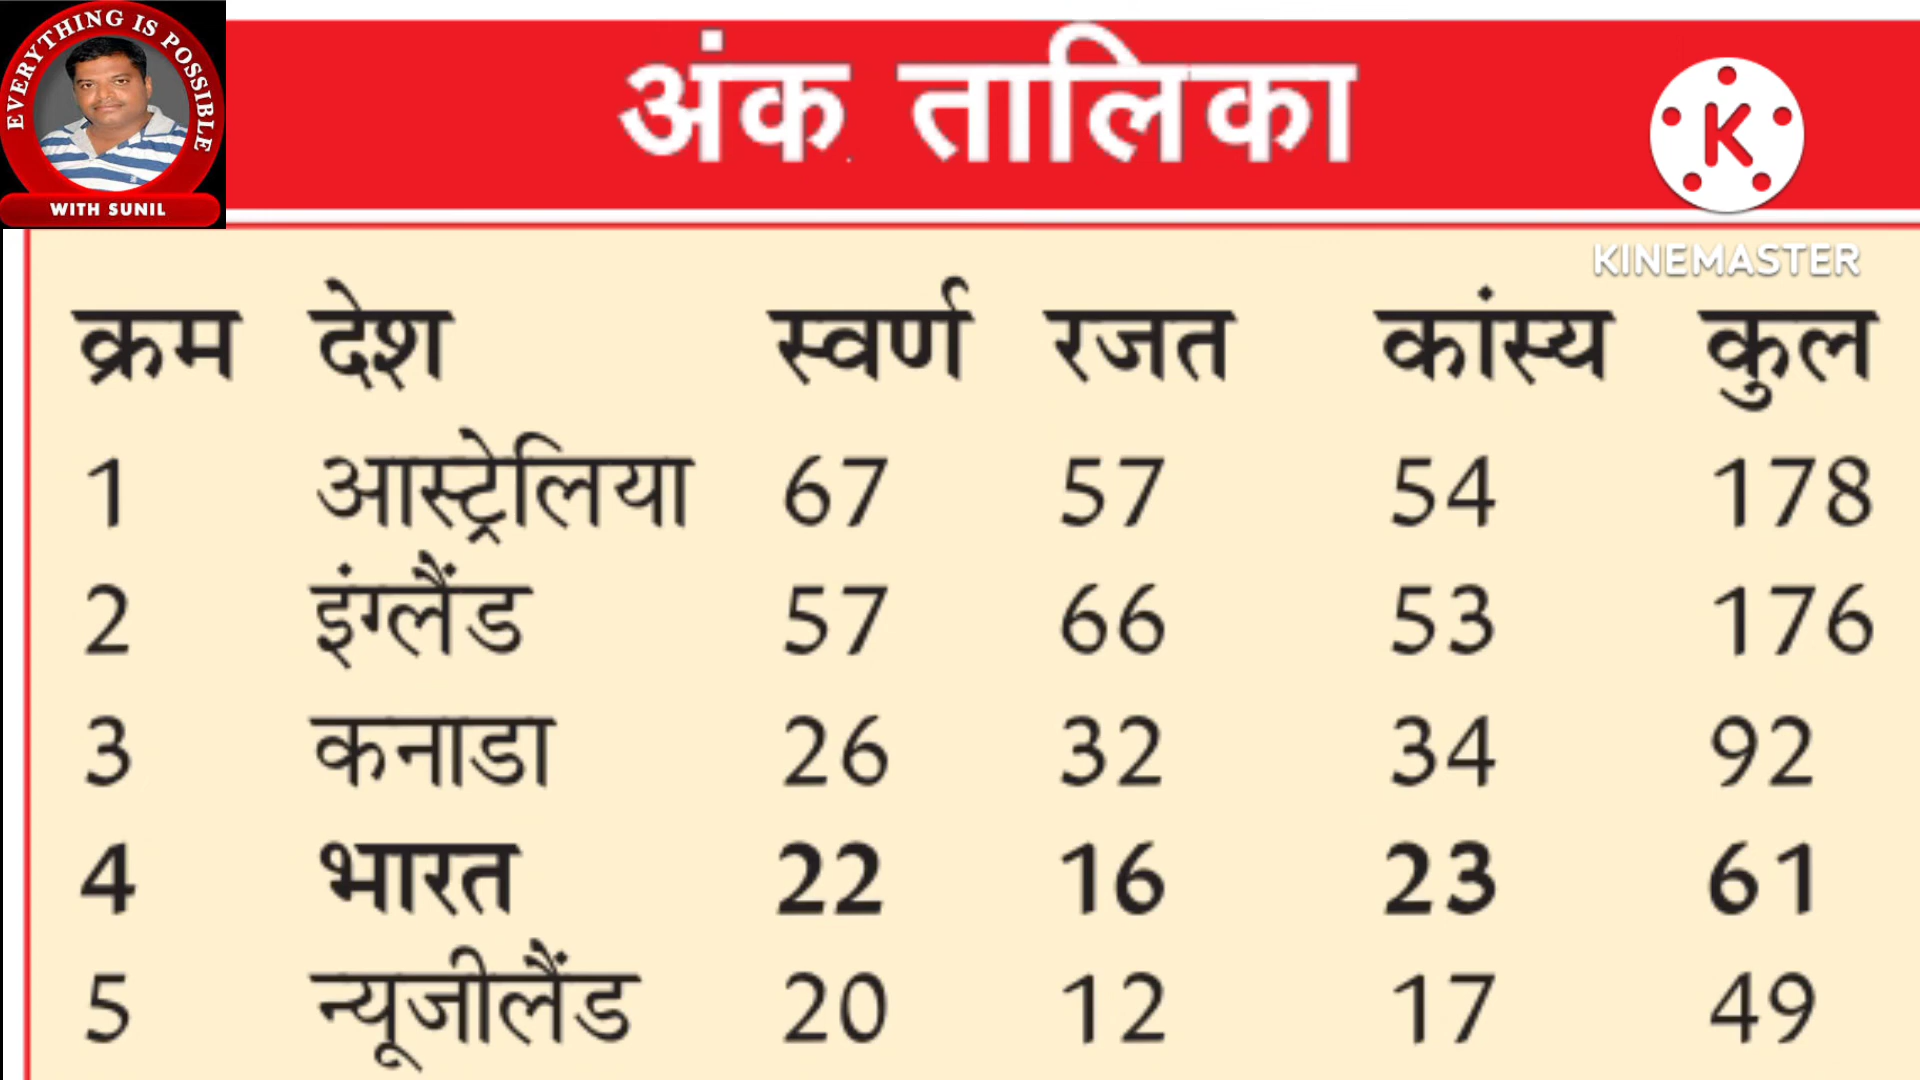 EVERYTHING IS POSSIBLE
WITH SUNIL
अंक तालिका
K
KINEMASTER
क्रम देश स्वर्ण रजत कांस्य कुल
1 आस्ट्रेलिया 67 57 54 178
2 इंग्लैंड 57 66 53 176
3 कनाडा 26 32 34 92
4 भारत 22 16 23 61
5 न्यूजीलैंड 20 12 17 49